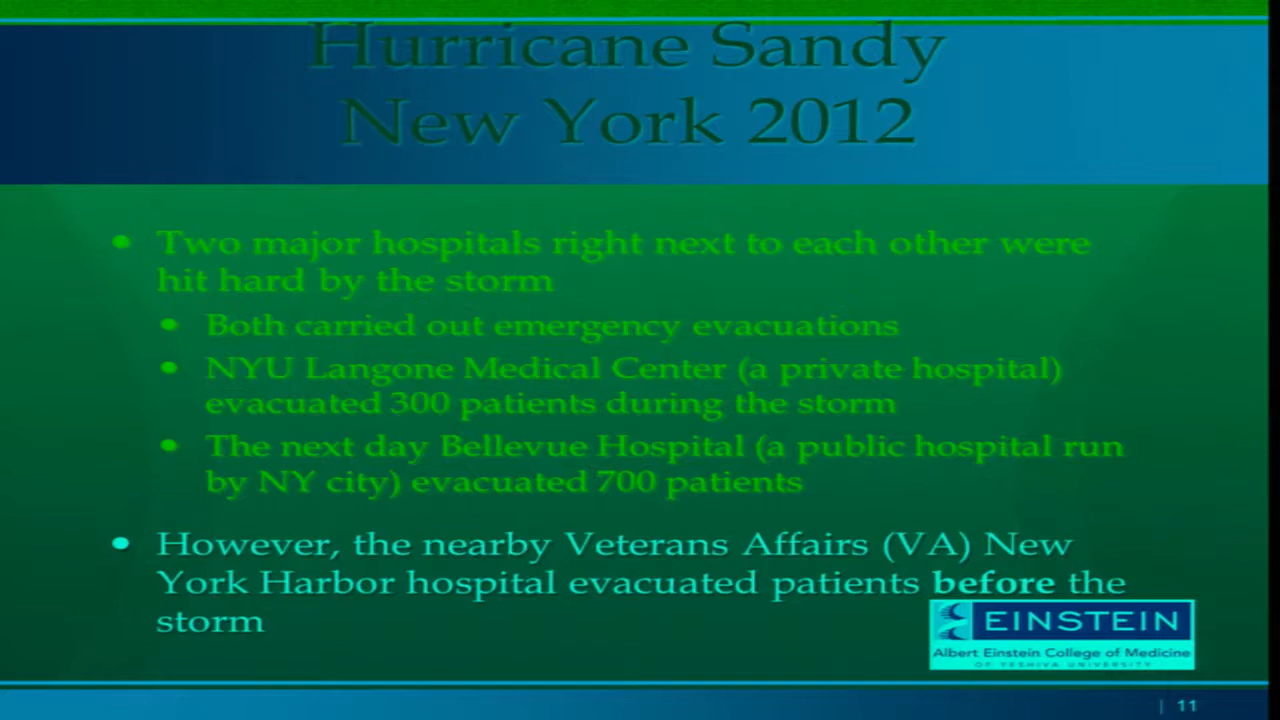 Hurricane Sandy
New York 2012
• Two major hospitals right next to each other were
hit hard by the storm
• Both carried out emergency evacuations
• NYU Langone Medical Center (a private hospital)
evacuated 300 patients during the storm
• The next day Bellevue Hospital (a public hospital run
by NY city) evacuated 700 patients
• However, the nearby Veterans Affairs (VA) New
York Harbor hospital evacuated patients before the
storm
EINSTEIN
Albert Einstein College of Medicine
OF YESHIVA UNIVERSITY
| 11